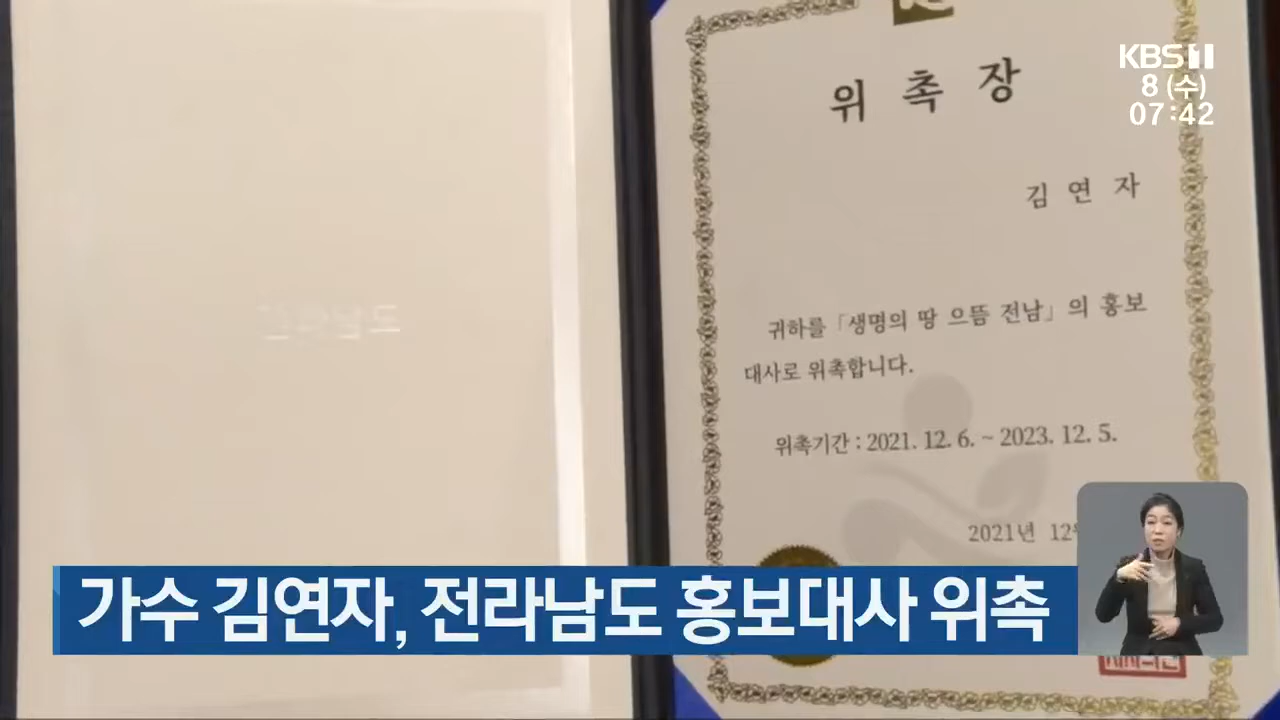 KBS 1
8 (수)
07:42
위 촉 장
김 연 자
귀하를 「생명의 땅 으뜸 전남」의 홍보
대사로 위촉합니다.
위촉기간 : 2021. 12. 6. ~ 2023. 12. 5.
2021년
가수 김연자, 전라남도 홍보대사 위촉